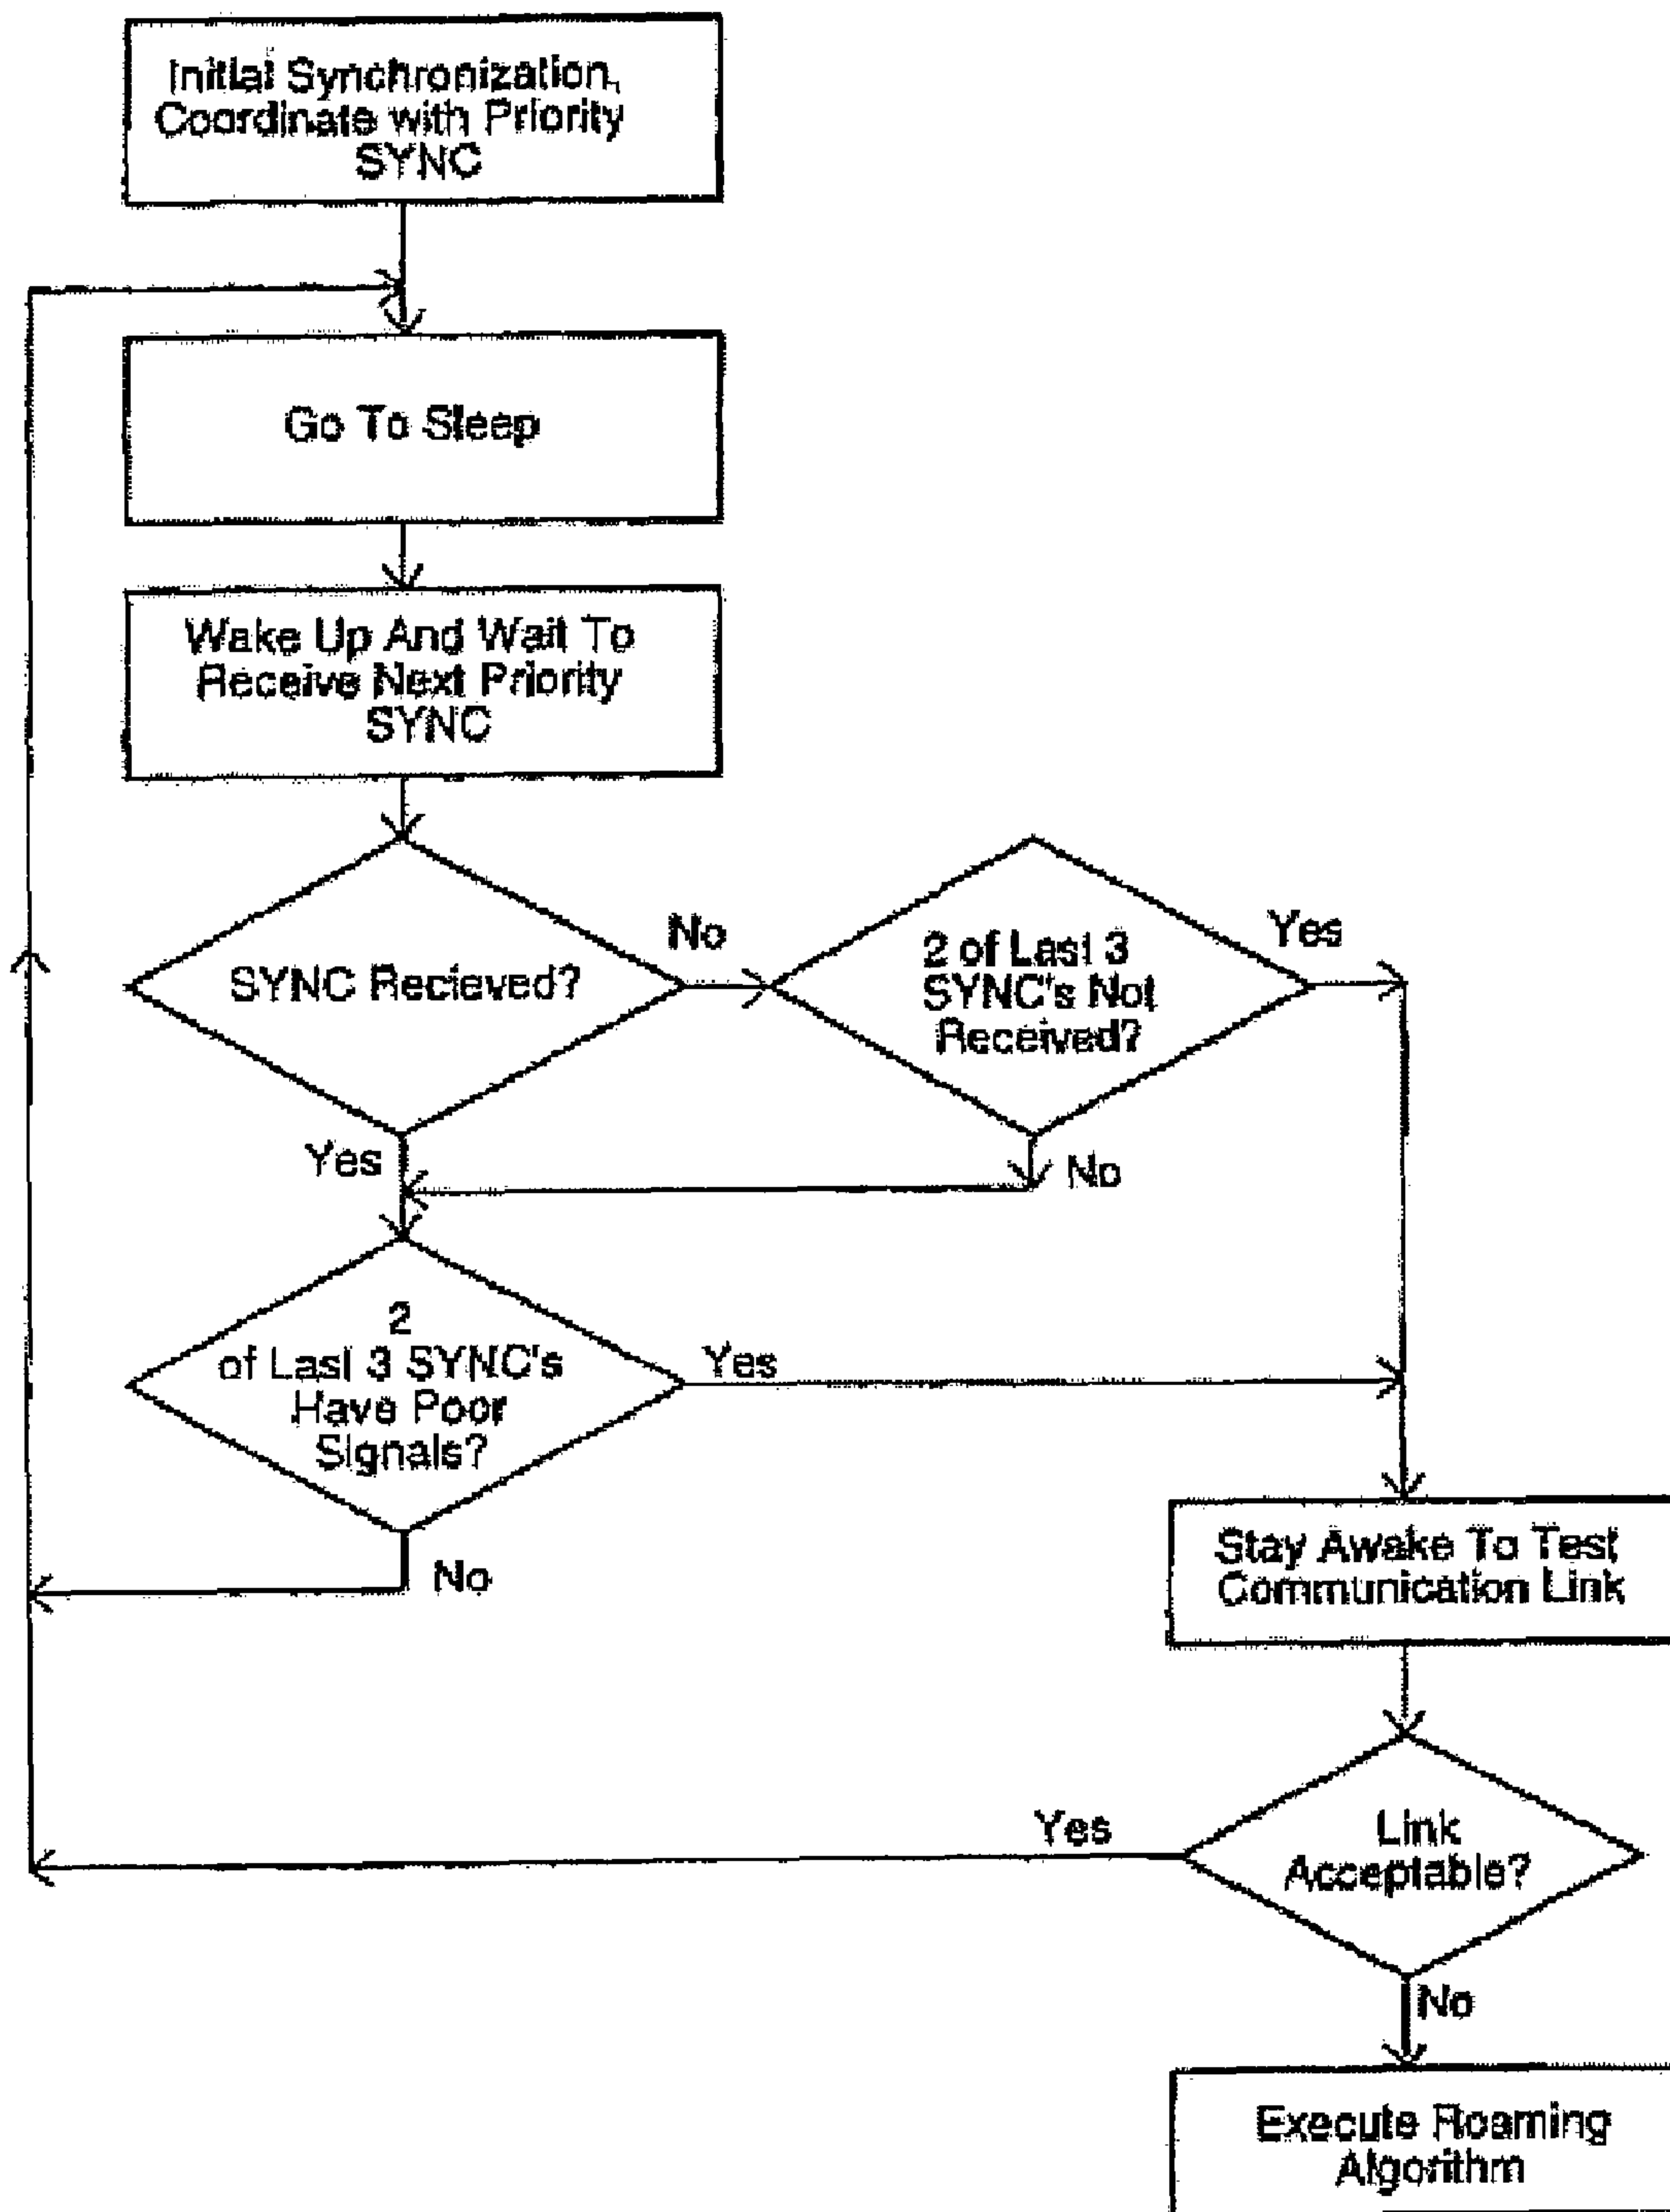 Initial Synchronization,
Coordinate with Priority
SYNC
Go To Sleep
Wake Up And Wait To
Receive Next Priority
SYNC
SYNC Recieved?
No
2 of Last 3
SYNC's Not
Received?
Yes
Yes
No
2
of Last 3 SYNC's
Have Poor
Signals?
Yes
No
Stay Awake To Test
Communication Link
Link
Acceptable?
Yes
No
Execute Roaming
Algorithm